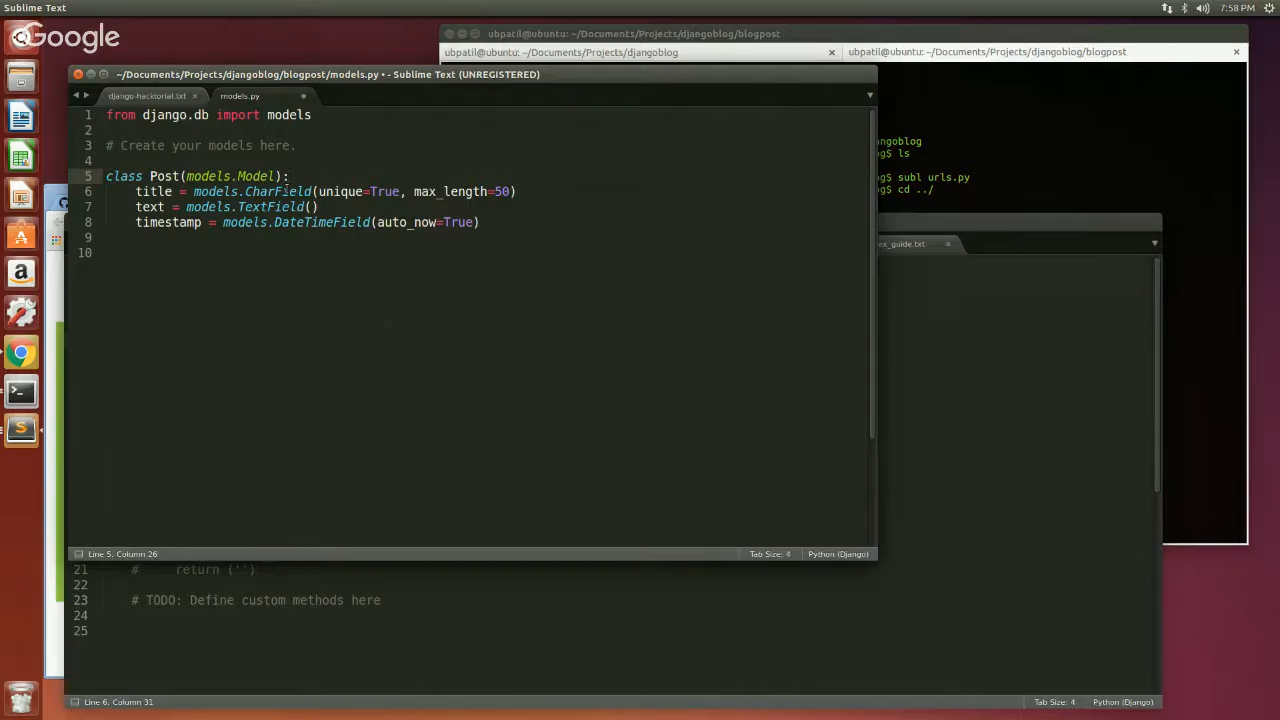 Sublime Text
7:58 PM
Google
ubpatil@ubuntu: ~/Documents/Projects/djangoblog/blogpost
ubpatil@ubuntu: ~/Documents/Projects/djangoblog
ubpatil@ubuntu: ~/Documents/Projects/djangoblog/blogpost
~/Documents/Projects/djangoblog/blogpost/models.py • - Sublime Text (UNREGISTERED)
django-hacktorial.txt
models.py
1 from django.db import models
2
3 # Create your models here.
4
5 class Post(models.Model):
6 title = models.CharField(unique=True, max_length=50)
7 text = models.TextField()
8 timestamp = models.DateTimeField(auto_now=True)
9
10
Line 5, Column 26
Tab Size: 4
Python (Django)
angoblog
ng$ ls
ng$ subl urls.py
ng$ cd ../
ex_guide.txt
21 # return ('')
22
23 # TODO: Define custom methods here
24
25
Line 6, Column 31
Tab Size: 4
Python (Django)